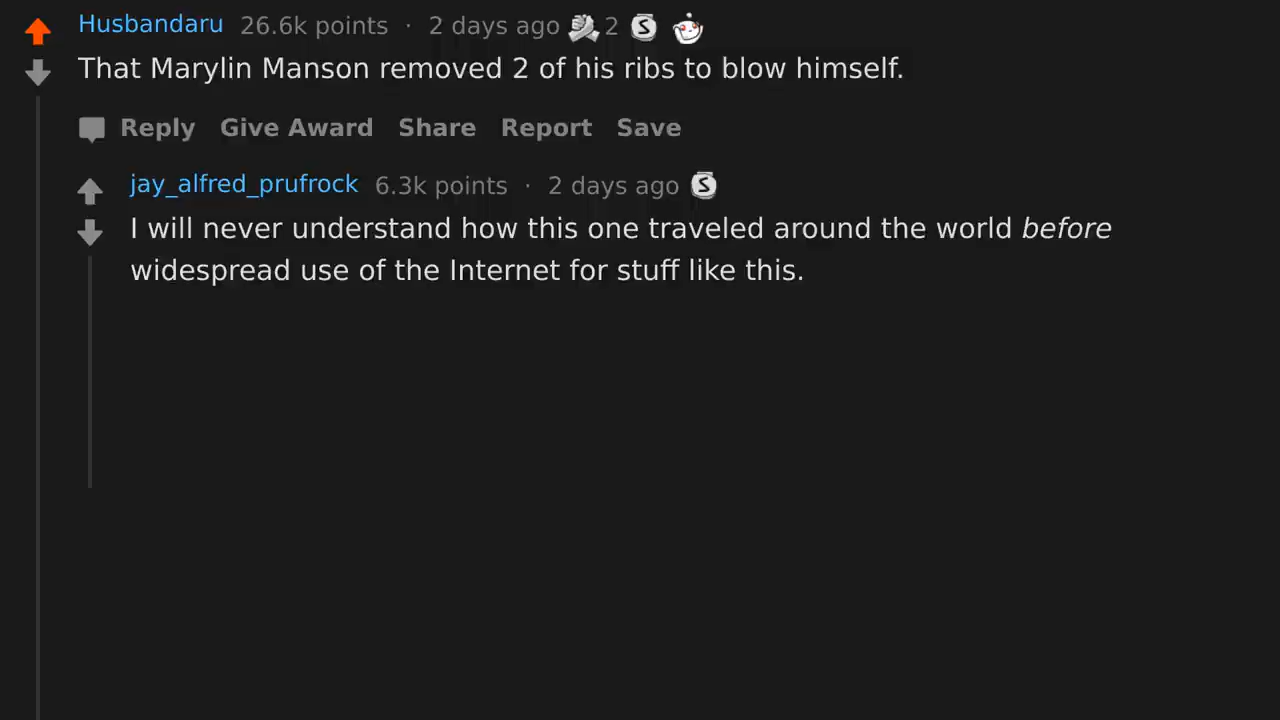 Husbandaru 26.6k points · 2 days ago 2 S
That Marylin Manson removed 2 of his ribs to blow himself.
Reply Give Award Share Report Save
jay_alfred_prufrock 6.3k points · 2 days ago S
I will never understand how this one traveled around the world before
widespread use of the Internet for stuff like this.